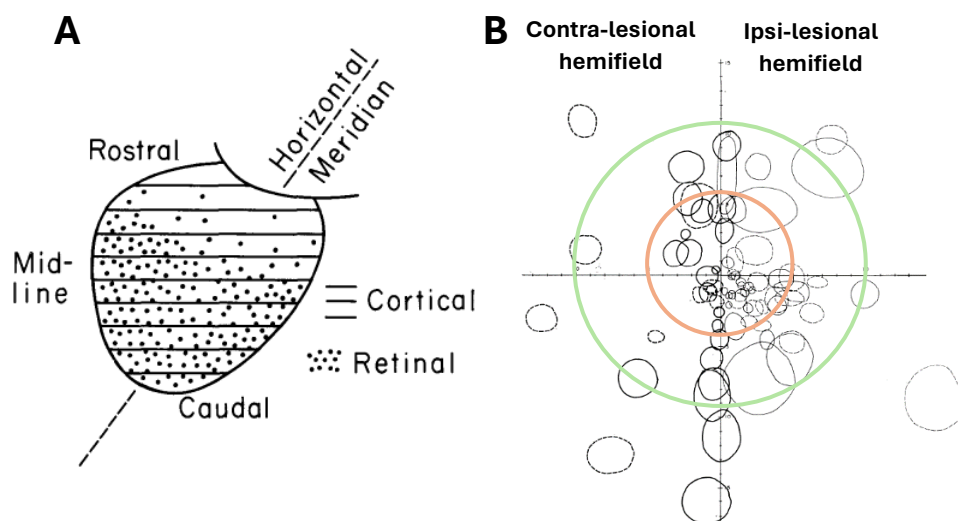 A
Horizontal
Meridian
Rostral
Mid-
line
Cortical
Retinal
Caudal
B
Contra-lesional
hemifield
Ipsi-lesional
hemifield